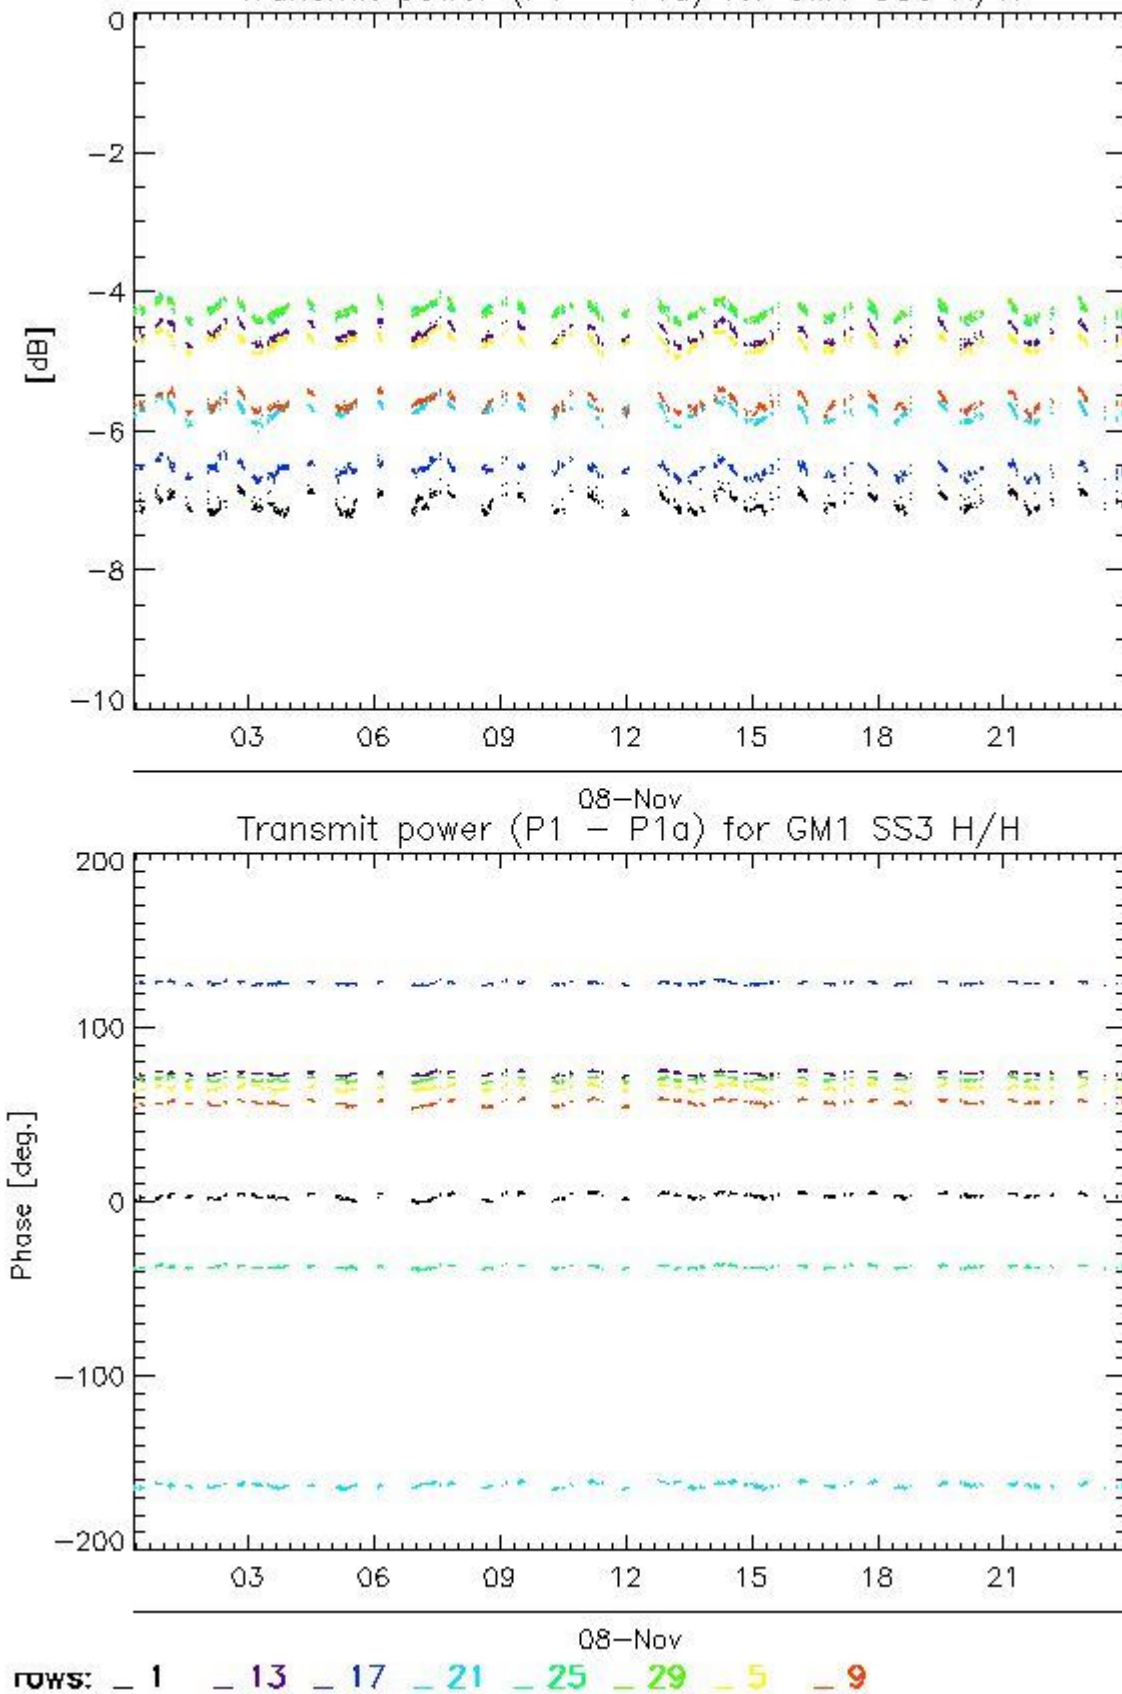 0
-2
-4
-6
-8
-10
[dB]
03 06 09 12 15 18 21
08-Nov
Transmit power (P1 - P1a) for GM1 SS3 H/H
200
100
0
-100
-200
Phase [deg.]
03 06 09 12 15 18 21
08-Nov
rows: _ 1 _ 13 _ 17 _ 21 _ 25 _ 29 _ 5 _ 9